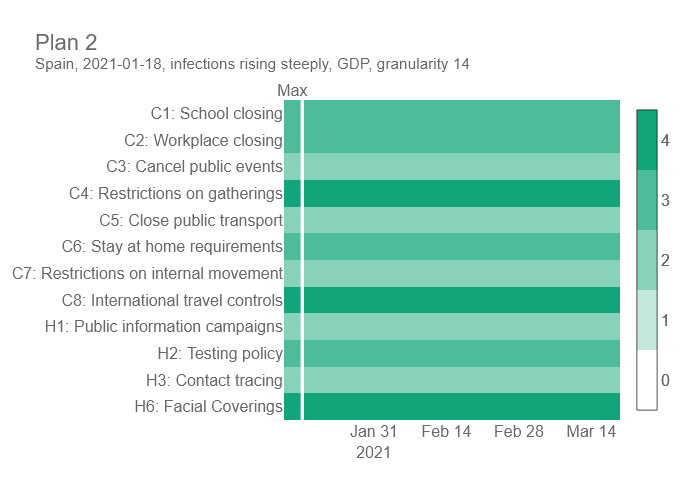 Plan 2
Spain, 2021-01-18, infections rising steeply, GDP, granularity 14
Max
C1: School closing
C2: Workplace closing
C3: Cancel public events
C4: Restrictions on gatherings
C5: Close public transport
C6: Stay at home requirements
C7: Restrictions on internal movement
C8: International travel controls
H1: Public information campaigns
H2: Testing policy
H3: Contact tracing
H6: Facial Coverings
4
3
2
1
0
Jan 31 Feb 14 Feb 28 Mar 14
2021